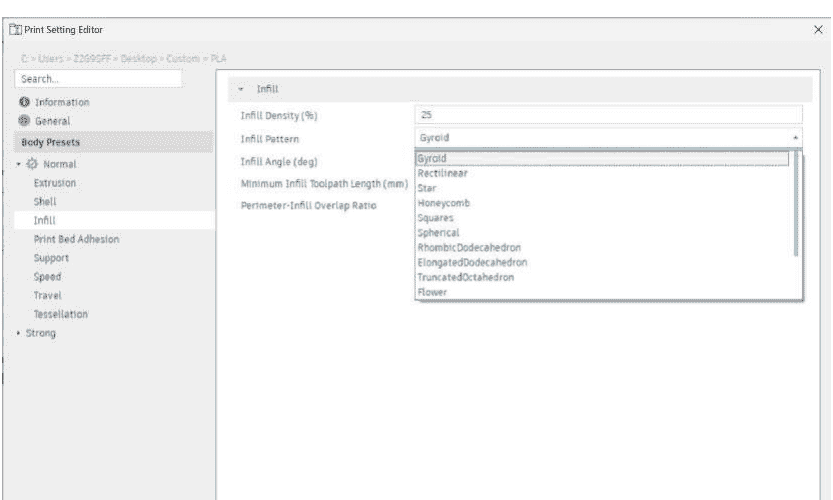 Print Setting Editor
C: > Users > Z2G9GFF > Desktop > Custom > PLA
Search...
Information
General
Body Presets
Normal
Extrusion
Shell
Infill
Print Bed Adhesion
Support
Speed
Travel
Tessellation
Strong
Infill
Infill Density (%)
25
Infill Pattern
Gyroid
Infill Angle (deg)
Minimum Infill Toolpath Length (mm)
Perimeter-Infill Overlap Ratio
Gyroid
Rectilinear
Star
Honeycomb
Squares
Spherical
RhombicDodecahedron
ElongatedDodecahedron
TruncatedOctahedron
Flower